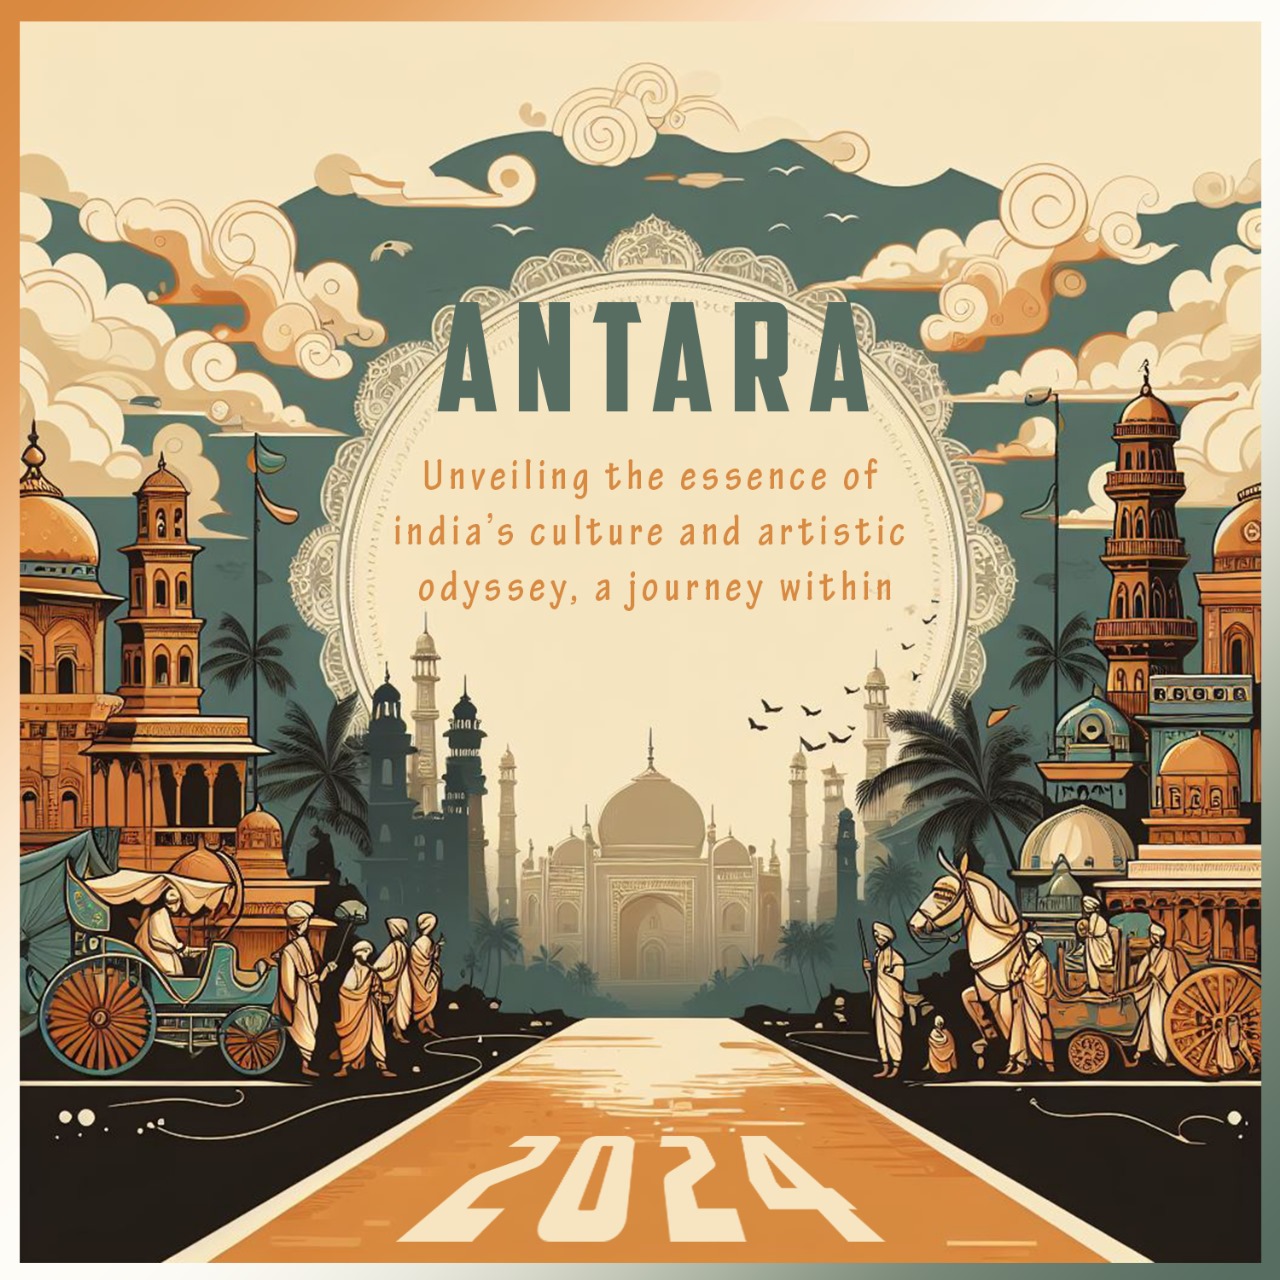 ANTARA
Unveiling the essence of
india's culture and artistic
odyssey, a journey within
2024